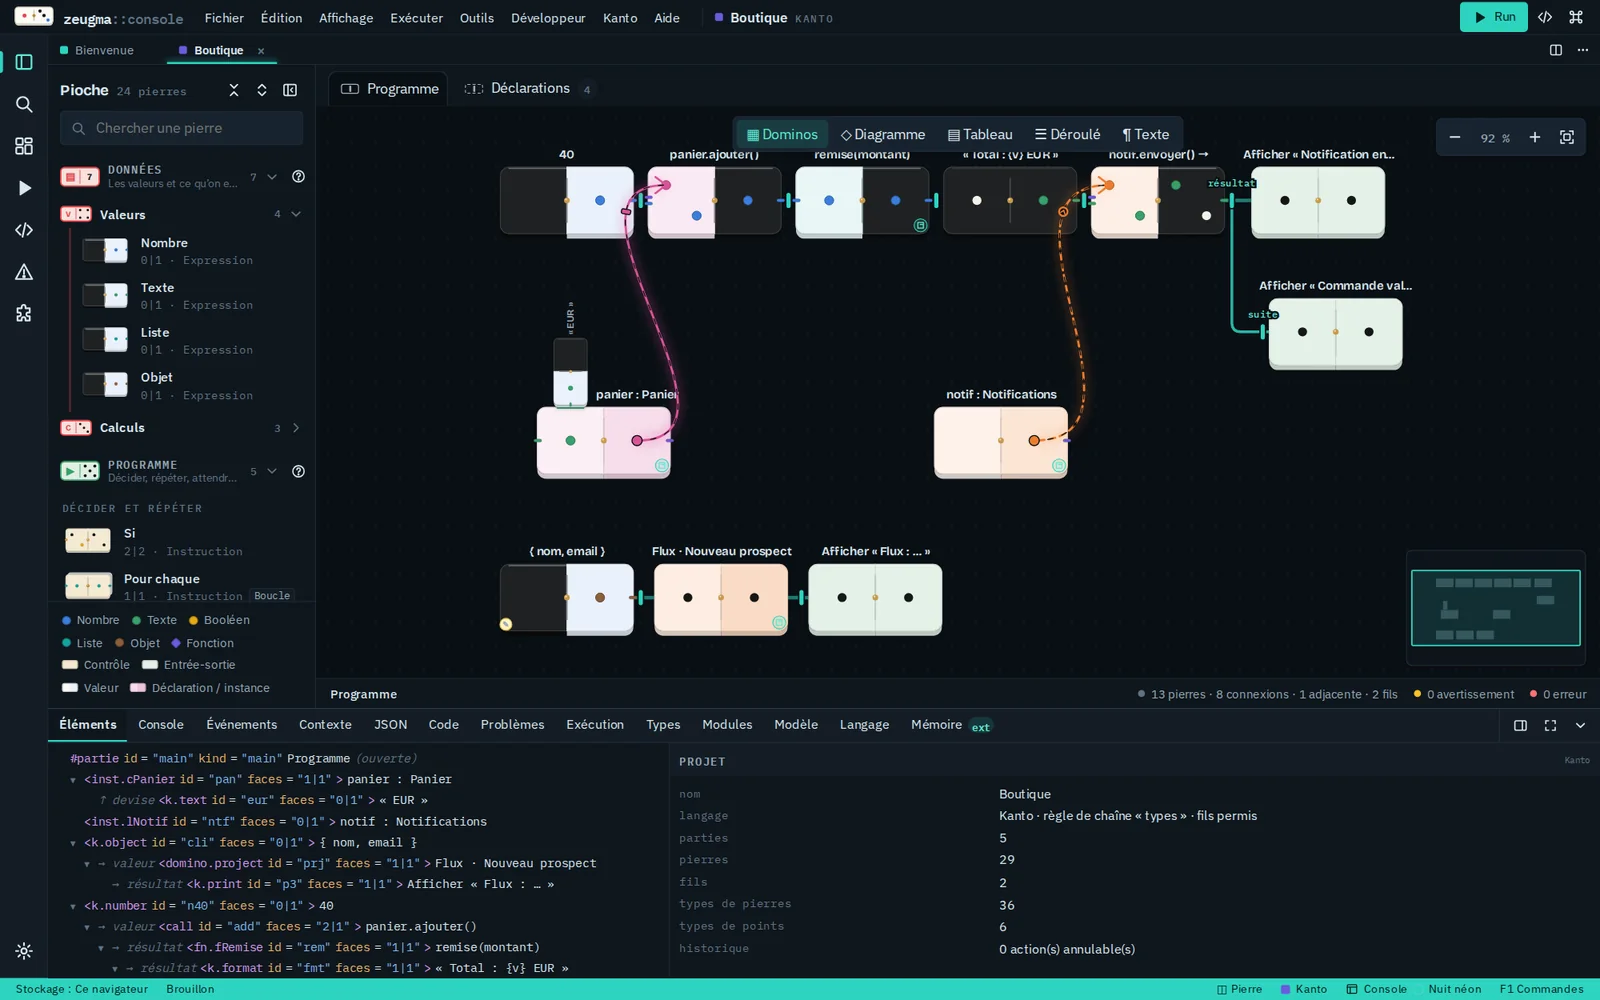 zeugma::console Fichier Édition Affichage Exécuter Outils Développeur Kanto Aide Boutique KANTO Run
Bienvenue Boutique ×
Pioche 24 pierres
Chercher une pierre
DONNÉES 7
Les valeurs et ce qu'on e...
Valeurs 4
Nombre
0|1 · Expression
Texte
0|1 · Expression
Liste
0|1 · Expression
Objet
0|1 · Expression
Calculs 3
PROGRAMME 5
Décider, répéter, attendr...
DÉCIDER ET RÉPÉTER
Si
2|2 · Instruction
Pour chaque
1|1 · Instruction Boucle
Nombre Texte Booléen
Liste Objet Fonction
Contrôle Entrée-sortie
Valeur Déclaration / instance
Programme Déclarations 4
Dominos Diagramme Tableau Déroulé ¶ Texte
92 %
40 panier.ajouter() remise(montant) « Total : {v} EUR » notif.envoyer() → Afficher « Notification en...
résultat
Afficher « Commande val...
suite
« EUR »
panier : Panier
notif : Notifications
{ nom, email } Flux · Nouveau prospect Afficher « Flux : ... »
Programme 13 pierres · 8 connexions · 1 adjacente · 2 fils 0 avertissement 0 erreur
Éléments Console Événements Contexte JSON Code Problèmes Exécution Types Modules Modèle Langage Mémoire ext
#partie id = "main" kind = "main" Programme (ouverte)
<inst.cPanier id = "pan" faces = "1|1" > panier : Panier
↑ devise <k.text id = "eur" faces = "0|1" > « EUR »
<inst.lNotif id = "ntf" faces = "0|1" > notif : Notifications
<k.object id = "cli" faces = "0|1" > { nom, email }
→ valeur <domino.project id = "prj" faces = "1|1" > Flux · Nouveau prospect
→ résultat <k.print id = "p3" faces = "1|1" > Afficher « Flux : … »
<k.number id = "n40" faces = "0|1" > 40
→ valeur <call id = "add" faces = "2|1" > panier.ajouter()
→ résultat <fn.fRemise id = "rem" faces = "1|1" > remise(montant)
→ résultat <k.format id = "fmt" faces = "1|1" > « Total : {v} EUR »
PROJET Kanto
nom Boutique
langage Kanto · règle de chaîne « types » · fils permis
parties 5
pierres 29
fils 2
types de pierres 36
types de points 6
historique 0 action(s) annulable(s)
Stockage : Ce navigateur Brouillon Pierre Kanto Console Nuit néon F1 Commandes